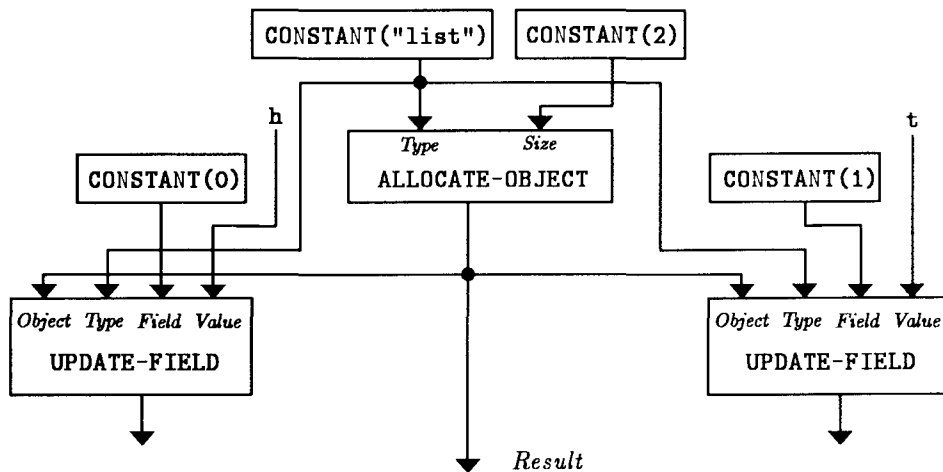 CONSTANT("list") CONSTANT(2)
h t
Type Size
CONSTANT(0) ALLOCATE-OBJECT CONSTANT(1)
Object Type Field Value Object Type Field Value
UPDATE-FIELD UPDATE-FIELD
Result